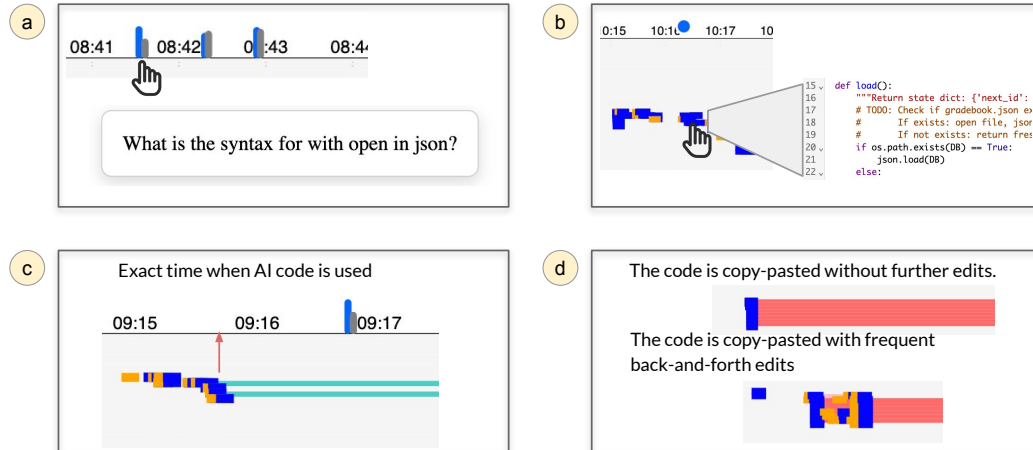 a
08:41
08:42
0
:43
08:4
What is the syntax for with open in json?
b
0:15
10:1
10:17
10
15
def load():
16
"""Return state dict: {'next_id':
17
# TODO: Check if gradebook.json ex
18
# If exists: open file, json
19
# If not exists: return fres
20
if os.path.exists(DB) == True:
21
json.load(DB)
22
else:
c
Exact time when AI code is used
09:15
09:16
09:17
d
The code is copy-pasted without further edits.
The code is copy-pasted with frequent
back-and-forth edits